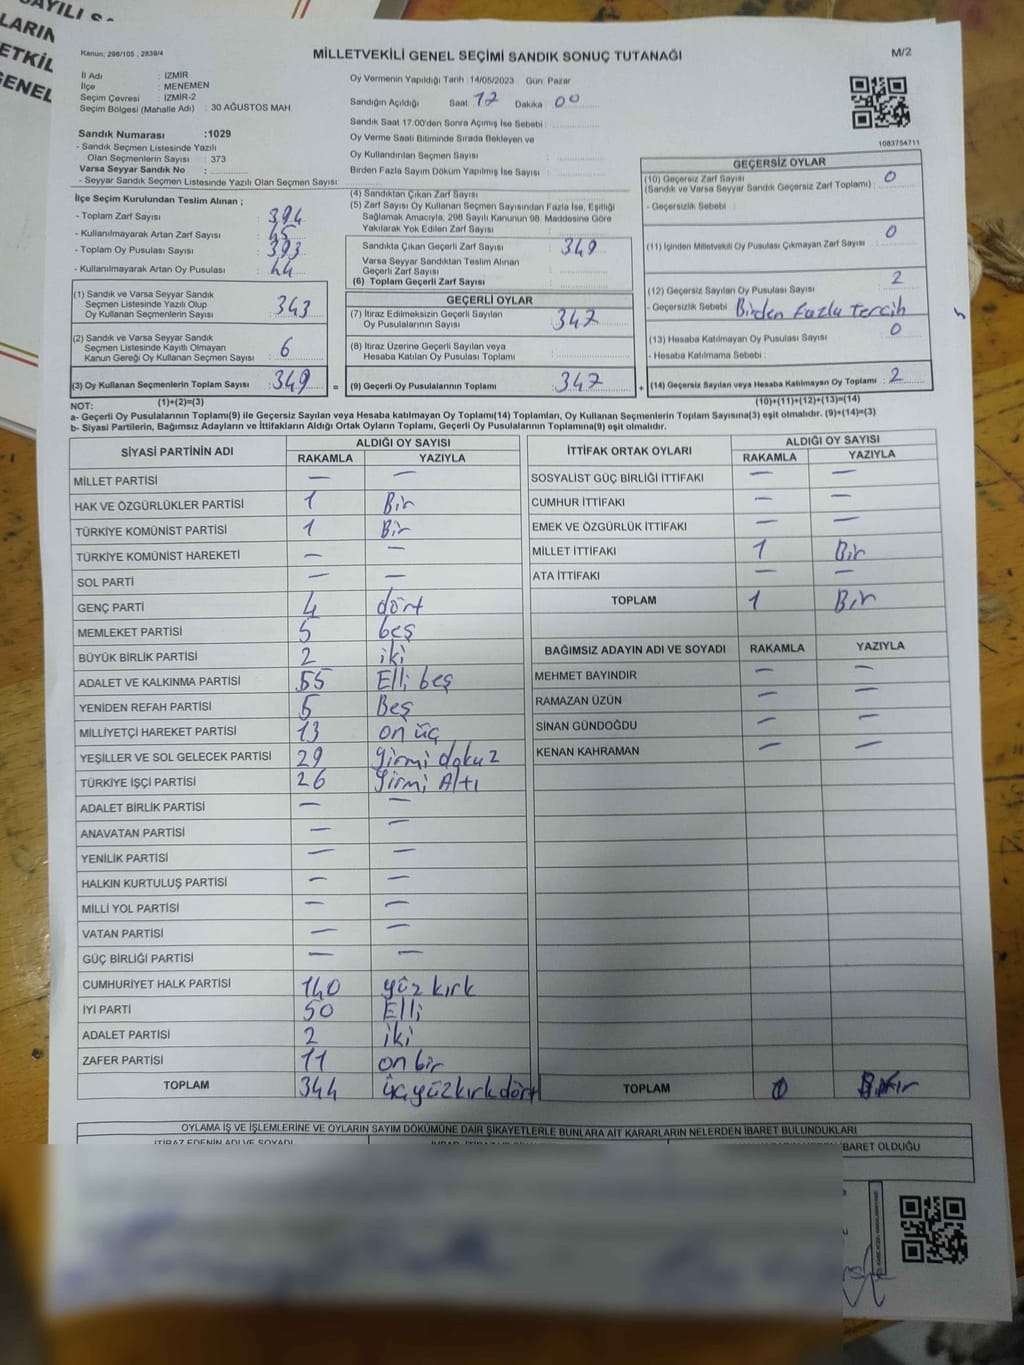 SAYILI
LARIN
ETKİL
GENEL
Kanun; 298/105 , 2839/4
MİLLETVEKİLİ GENEL SEÇİMİ SANDIK SONUÇ TUTANAĞI
M/2
İl Adı : İZMİR
İlçe : MENEMEN
Seçim Çevresi : İZMİR-2
Seçim Bölgesi (Mahalle Adı) : 30 AĞUSTOS MAH.
Sandık Numarası :1029
- Sandık Seçmen Listesinde Yazılı
Olan Seçmenlerin Sayısı : 373
Varsa Seyyar Sandık No :
- Seyyar Sandık Seçmen Listesinde Yazılı Olan Seçmen Sayısı:
Oy Vermenin Yapıldığı Tarih :14/05/2023 Gün: Pazar
Sandığın Açıldığı Saat 17 Dakika 00
Sandık Saat 17:00'den Sonra Açımış İse Sebebi :
Oy Verme Saati Bitiminde Sırada Bekleyen ve
Oy Kullandırılan Seçmen Sayısı :
Birden Fazla Sayım Döküm Yapılmış İse Sayısı :
1083754711
İlçe Seçim Kurulundan Teslim Alınan ;
- Toplam Zarf Sayısı : 394
- Kullanılmayarak Artan Zarf Sayısı : 45
- Toplam Oy Pusulası Sayısı : 393
- Kullanılmayarak Artan Oy Pusulası : 44
(1) Sandık ve Varsa Seyyar Sandık
Seçmen Listesinde Yazılı Olup
Oy Kullanan Seçmenlerin Sayısı : 343
(2) Sandık ve Varsa Seyyar Sandık
Seçmen Listesinde Kayıtlı Olmayan
Kanun Gereği Oy Kullanan Seçmen Sayısı : 6
(3) Oy Kullanan Seçmenlerin Toplam Sayısı : 349
(1)+(2)=(3)
(4) Sandıktan Çıkan Zarf Sayısı :
(5) Zarf Sayısı Oy Kullanan Seçmen Sayısından Fazla İse, Eşitliği
Sağlamak Amacıyla, 298 Sayılı Kanunun 98. Maddesine Göre
Yakılarak Yok Edilen Zarf Sayısı :
Sandıkta Çıkan Geçerli Zarf Sayısı : 349
Varsa Seyyar Sandıktan Teslim Alınan
Geçerli Zarf Sayısı :
(6) Toplam Geçerli Zarf Sayısı :
GEÇERLİ OYLAR
(7) İtiraz Edilmeksizin Geçerli Sayılan
Oy Pusulalarının Sayısı : 347
(8) İtiraz Üzerine Geçerli Sayılan veya
Hesaba Katılan Oy Pusulası Toplamı :
= (9) Geçerli Oy Pusulalarının Toplamı : 347 +
GEÇERSİZ OYLAR
(10) Geçersiz Zarf Sayısı
(Sandık ve Varsa Seyyar Sandık Geçersiz Zarf Toplamı) : 0
- Geçersizlik Sebebi :
(11) İçinden Milletvekili Oy Pusulası Çıkmayan Zarf Sayısı : 0
(12) Geçersiz Sayılan Oy Pusulası Sayısı : 2
- Geçersizlik Sebebi : Birden Fazla tercih
(13) Hesaba Katılmayan Oy Pusulası Sayısı : 0
- Hesaba Katılmama Sebebi :
(14) Geçersiz Sayılan veya Hesaba Katılmayan Oy Toplamı : 2
(10)+(11)+(12)+(13)=(14)
NOT:
a- Geçerli Oy Pusulalarının Toplamı(9) ile Geçersiz Sayılan veya Hesaba katılmayan Oy Toplamı(14) Toplamları, Oy Kullanan Seçmenlerin Toplam Sayısına(3) eşit olmalıdır. (9)+(14)=(3)
b- Siyasi Partilerin, Bağımsız Adayların ve İttifakların Aldığı Ortak Oyların Toplamı, Geçerli Oy Pusulalarının Toplamına(9) eşit olmalıdır.
SİYASİ PARTİNİN ADI ALDIĞI OY SAYISI
RAKAMLA YAZIYLA
MİLLET PARTİSİ — —
HAK VE ÖZGÜRLÜKLER PARTİSİ 1 Bir
TÜRKİYE KOMÜNİST PARTİSİ 1 Bir
TÜRKİYE KOMÜNİST HAREKETİ — —
SOL PARTİ — —
GENÇ PARTİ 4 dört
MEMLEKET PARTİSİ 5 beş
BÜYÜK BİRLİK PARTİSİ 2 iki
ADALET VE KALKINMA PARTİSİ 55 Elli beş
YENİDEN REFAH PARTİSİ 5 Beş
MİLLİYETÇİ HAREKET PARTİSİ 13 on üç
YEŞİLLER VE SOL GELECEK PARTİSİ 29 Yirmi dokuz
TÜRKİYE İŞÇİ PARTİSİ 26 Yirmi Altı
ADALET BİRLİK PARTİSİ — —
ANAVATAN PARTİSİ — —
YENİLİK PARTİSİ — —
HALKIN KURTULUŞ PARTİSİ — —
MİLLİ YOL PARTİSİ — —
VATAN PARTİSİ — —
GÜÇ BİRLİĞİ PARTİSİ — —
CUMHURİYET HALK PARTİSİ 140 yüz kırk
İYİ PARTİ 50 Elli
ADALET PARTİSİ 2 iki
ZAFER PARTİSİ 11 on bir
TOPLAM 344 üç yüz kırk dört
İTTİFAK ORTAK OYLARI ALDIĞI OY SAYISI
RAKAMLA YAZIYLA
SOSYALİST GÜÇ BİRLİĞİ İTTİFAKI — —
CUMHUR İTTİFAKI — —
EMEK VE ÖZGÜRLÜK İTTİFAKI — —
MİLLET İTTİFAKI 1 Bir
ATA İTTİFAKI — —
TOPLAM 1 Bir
BAĞIMSIZ ADAYIN ADI VE SOYADI RAKAMLA YAZIYLA
MEHMET BAYINDIR — —
RAMAZAN ÜZÜN — —
SİNAN GÜNDOĞDU — —
KENAN KAHRAMAN — —
TOPLAM
OYLAMA İŞ VE İŞLEMLERİNE VE OYLARIN SAYIM DÖKÜMÜNE DAİR ŞİKAYETLERLE BUNLARA AİT KARARLARIN NELERDEN İBARET BULUNDUKLARI
İTİRAZ EDENİN ADI VE SOYADI
İBARET OLDUĞU